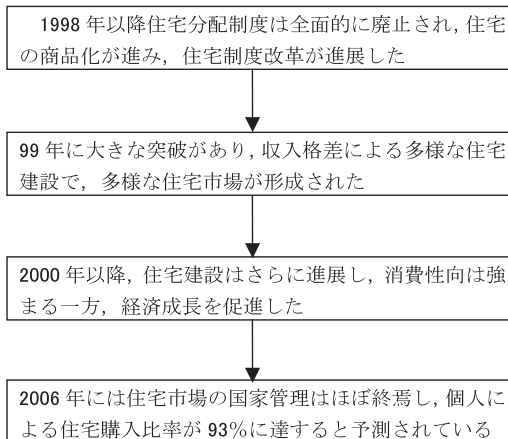 1998 年以降住宅分配制度は全面的に廃止され，住宅
の商品化が進み，住宅制度改革が進展した
99 年に大きな突破があり，収入格差による多様な住宅
建設で，多様な住宅市場が形成された
2000 年以降，住宅建設はさらに進展し，消費性向は強
まる一方，経済成長を促進した
2006 年には住宅市場の国家管理はほぼ終焉し，個人に
よる住宅購入比率が 93％に達すると予測されている